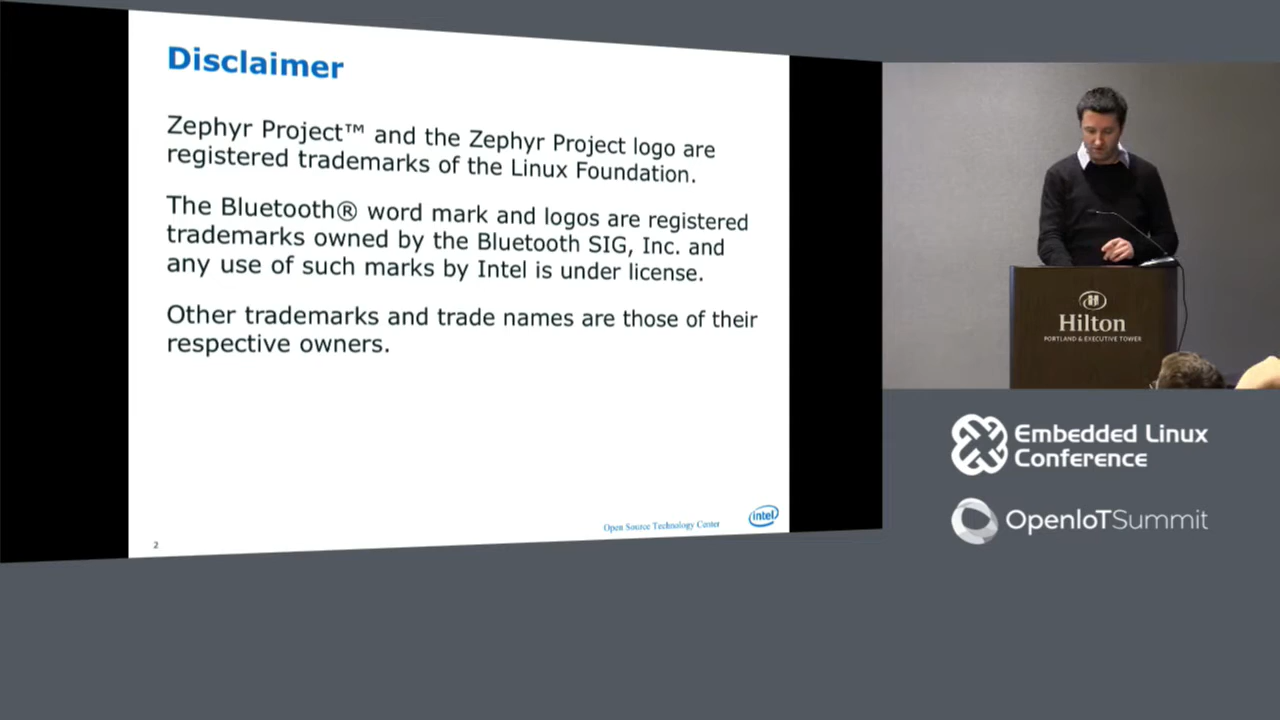 Disclaimer
Zephyr Project™ and the Zephyr Project logo are
registered trademarks of the Linux Foundation.
The Bluetooth® word mark and logos are registered
trademarks owned by the Bluetooth SIG, Inc. and
any use of such marks by Intel is under license.
Other trademarks and trade names are those of their
respective owners.
Open Source Technology Center
intel
2
H
Hilton
PORTLAND & EXECUTIVE TOWER
Embedded Linux
Conference
OpenIoTSummit